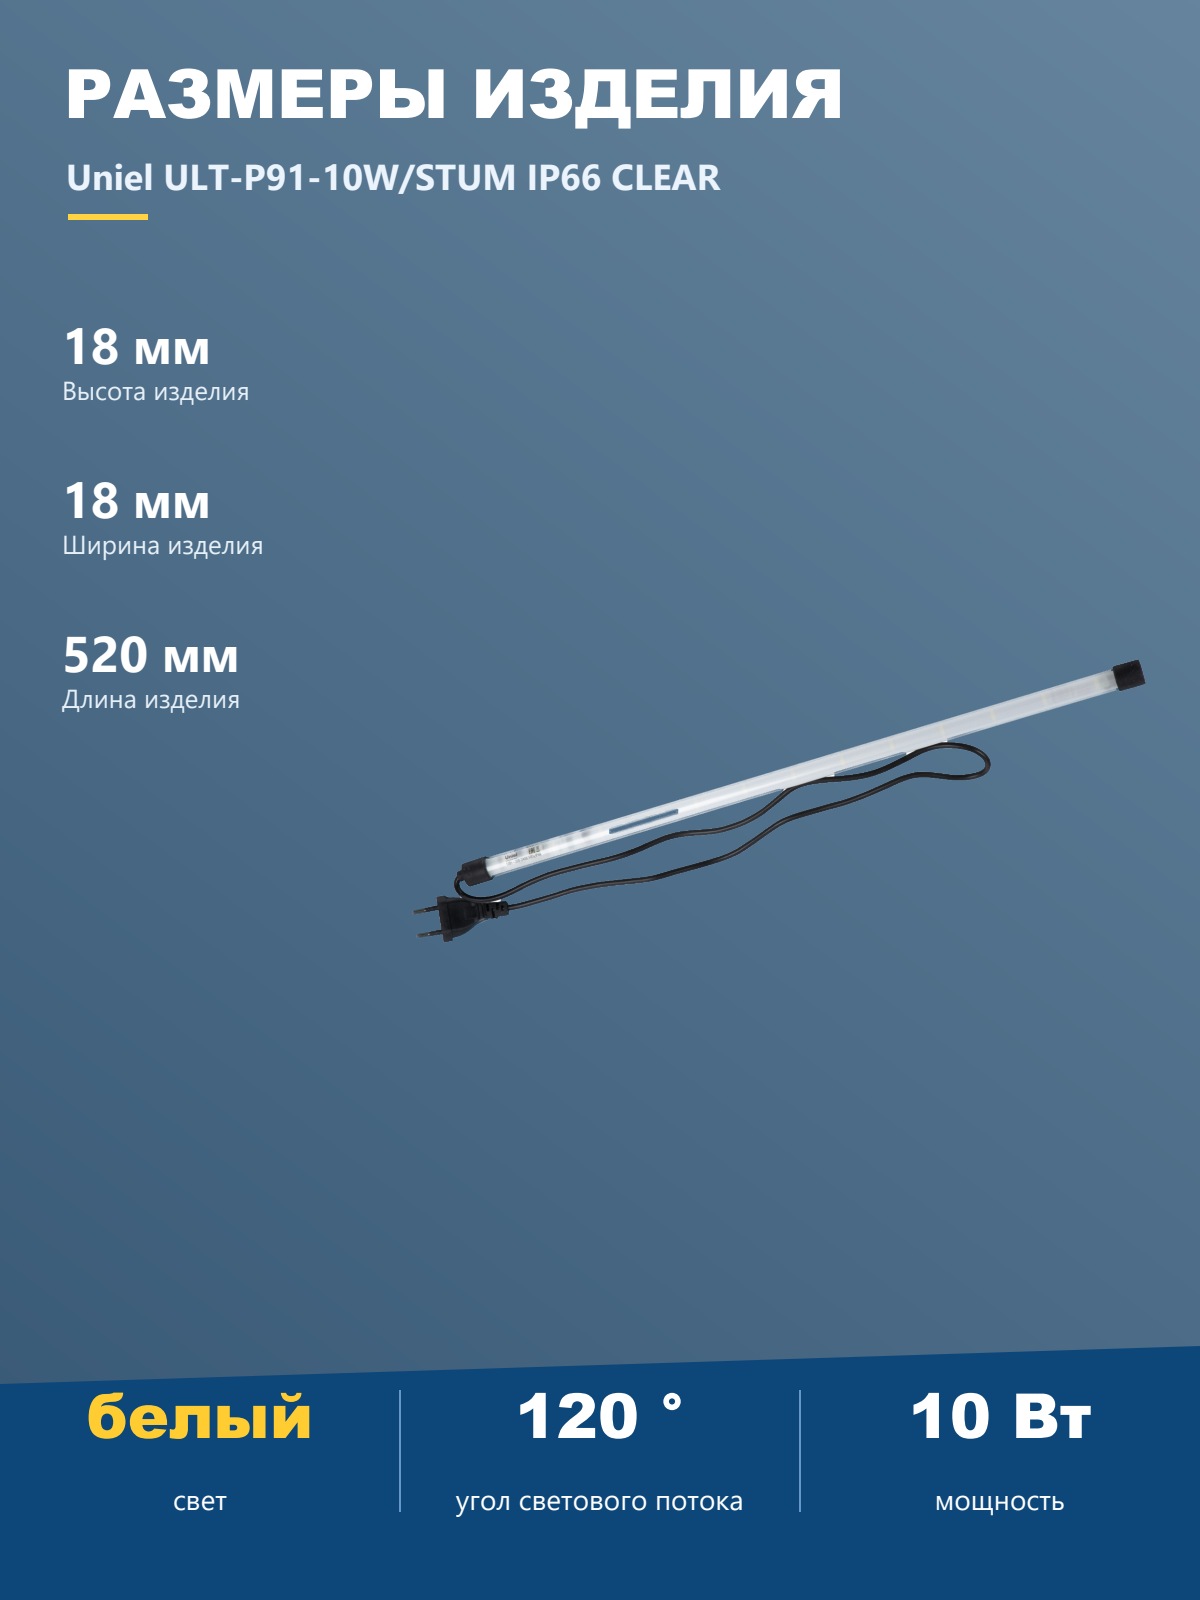 РАЗМЕРЫ ИЗДЕЛИЯ
Uniel ULT-P91-10W/STUM IP66 CLEAR
18 мм
Высота изделия
18 мм
Ширина изделия
520 мм
Длина изделия
белый
свет
120 °
угол светового потока
10 Вт
мощность